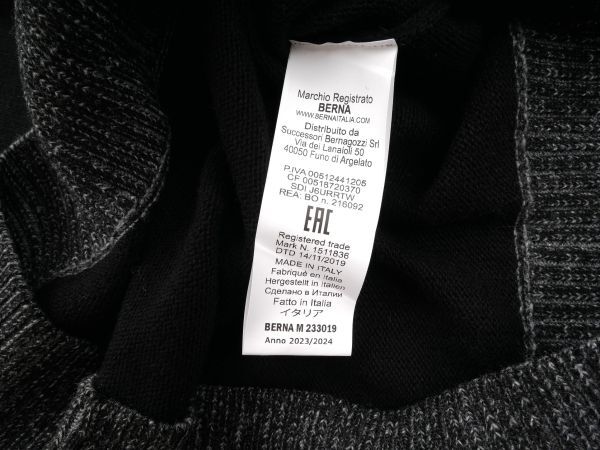 Marchio Registrato
BERNA
WWW.BERNAITALIA.COM
Distribuito da
Successori Bernagozzi Srl
Via dei Lanaioli 50
40050 Funo di Argelato
P.IVA 00512441205
CF 00518720370
SDI J6URRTW
REA: BO n. 216092
EAC
Registered trade
Mark N. 1511836
DTD 14/11/2019
MADE IN ITALY
Fabriqué en Italie
Hergestellt in Italien
Сделано в Италии
Fatto in Italia
イタリア
BERNA M 233019
Anno 2023/2024